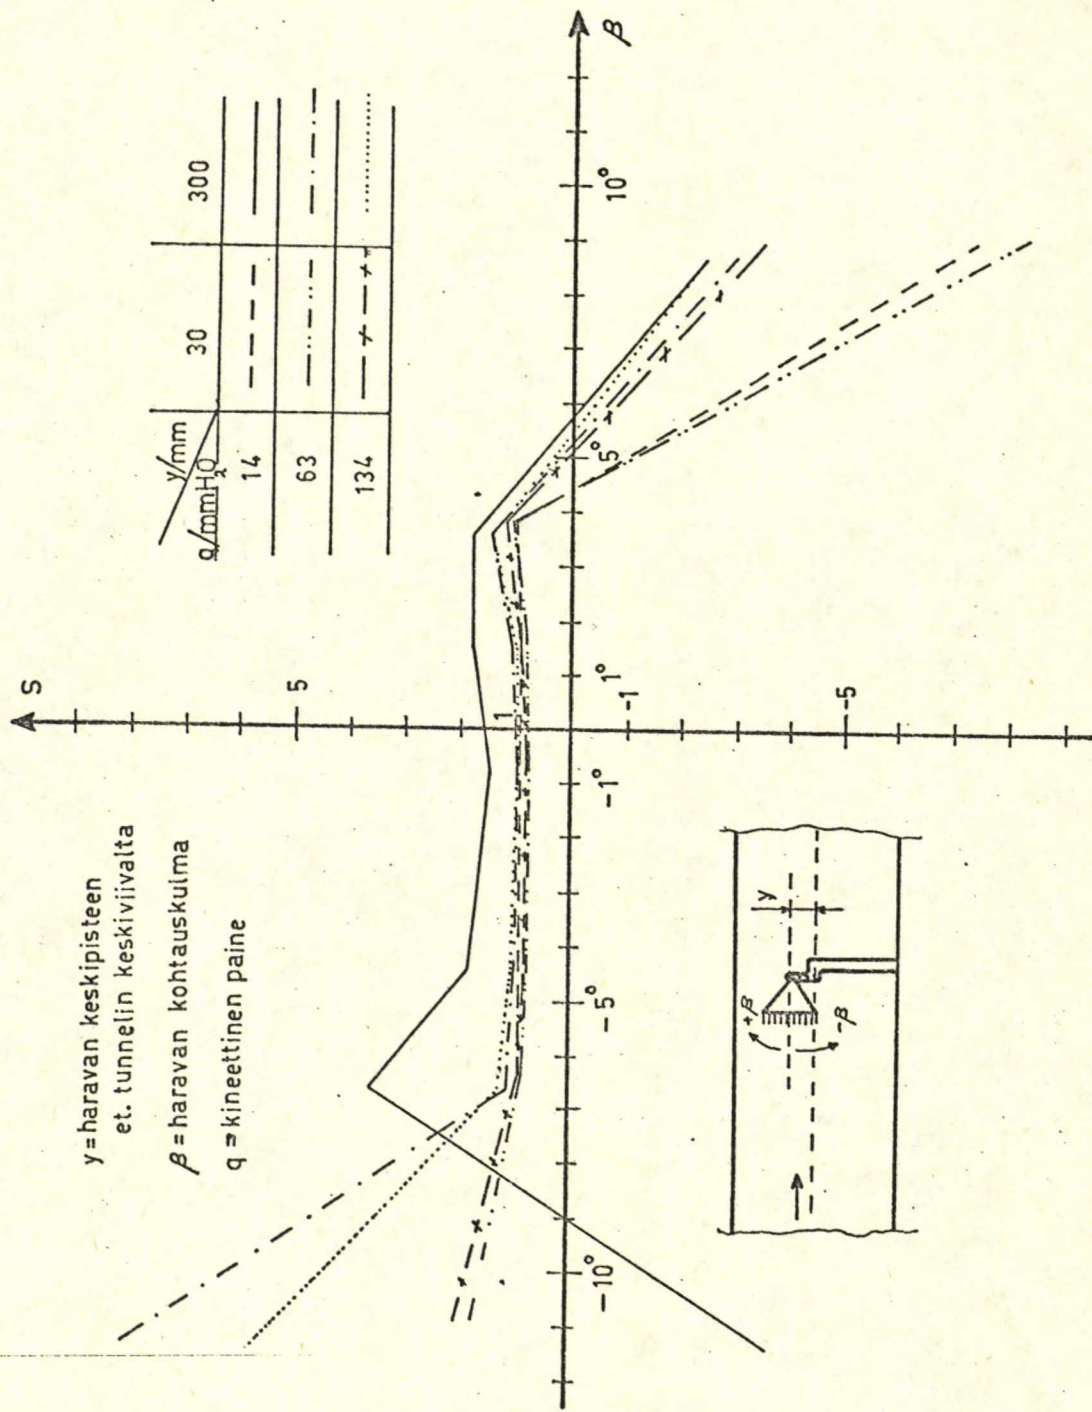 S
5
1
-1
-5
β
10°
5°
1°
-1°
-5°
-10°
y/mm
q/mmH₂O
30
300
14
63
134
y=haravan keskipisteen
et. tunnelin keskiviivalta
β=haravan kohtauskulma
q=kineettinen paine
+β
-β
y